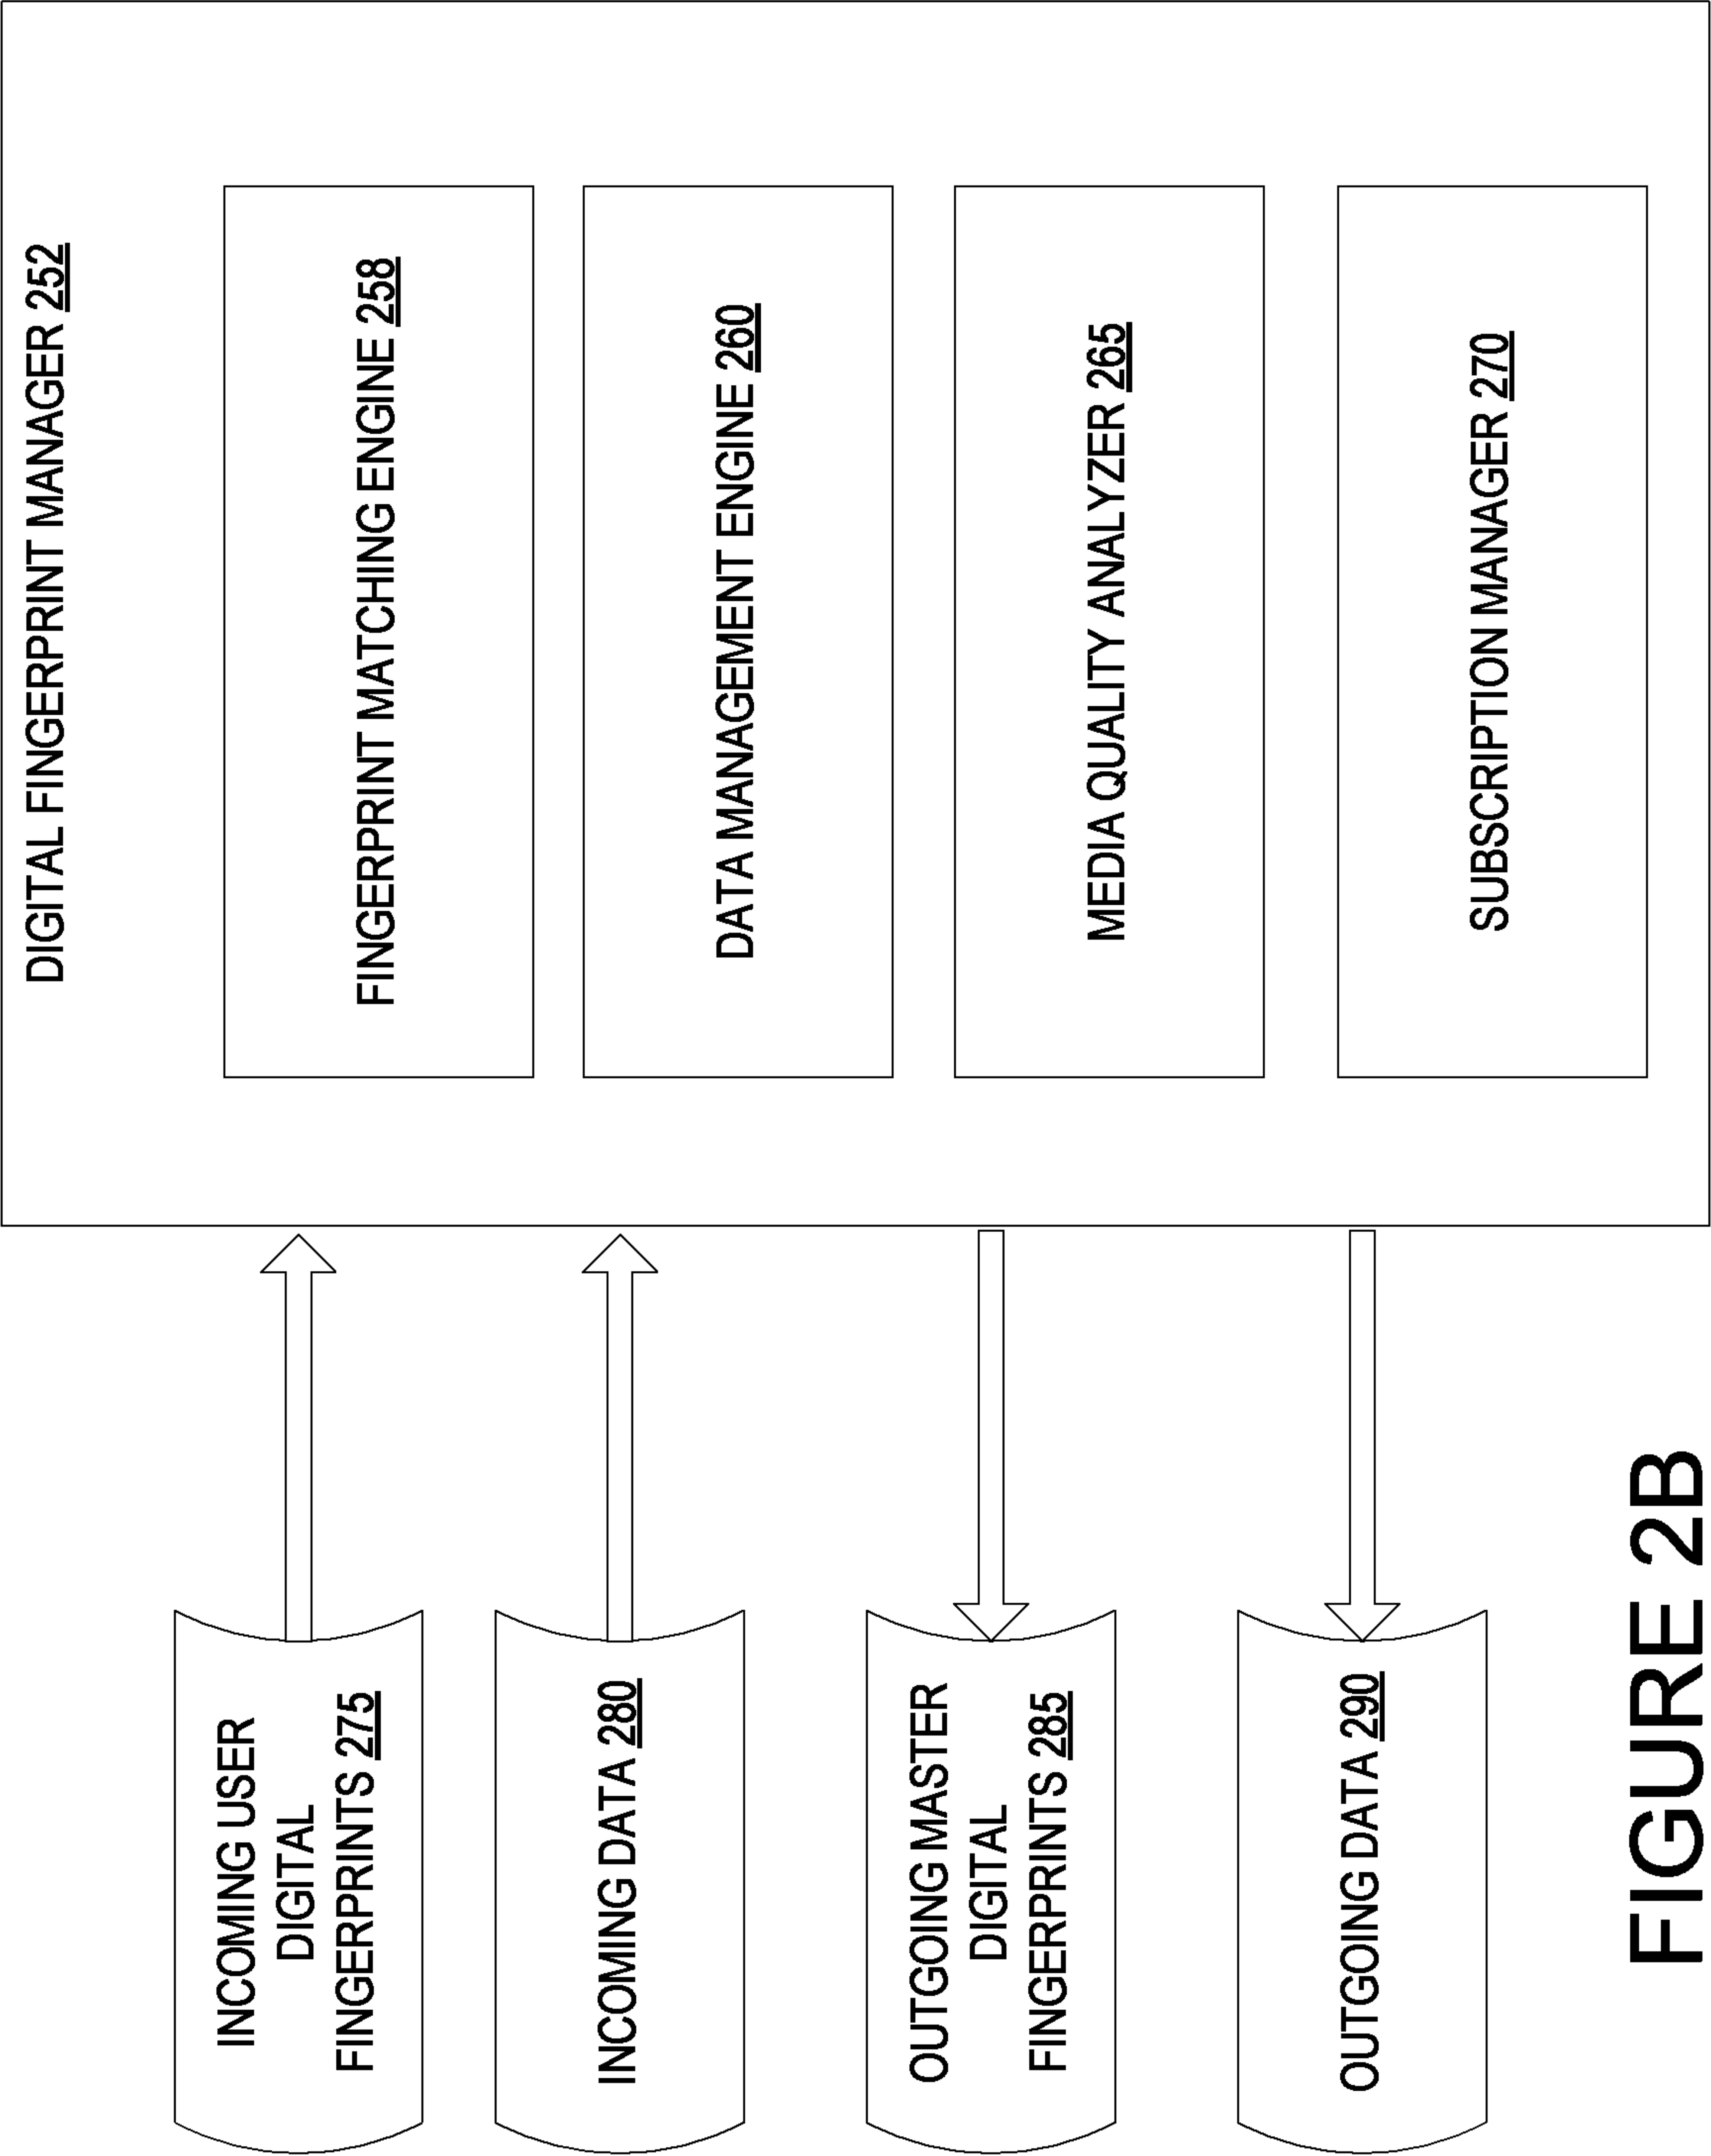 DIGITAL FINGERPRINT MANAGER 252
INCOMING USER
DIGITAL
FINGERPRINTS 275
FINGERPRINT MATCHING ENGINE 258
INCOMING DATA 280
DATA MANAGEMENT ENGINE 260
OUTGOING MASTER
DIGITAL
FINGERPRINTS 285
MEDIA QUALITY ANALYZER 265
OUTGOING DATA 290
SUBSCRIPTION MANAGER 270
FIGURE 2B